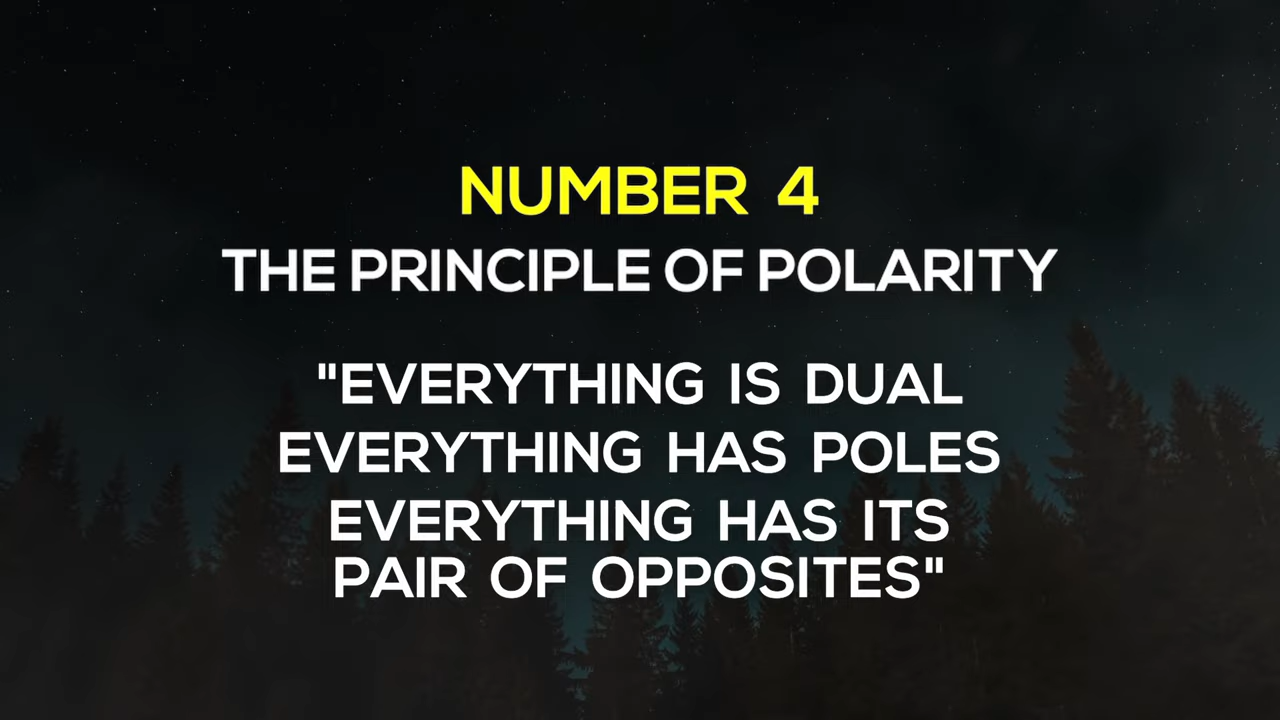 NUMBER 4
THE PRINCIPLE OF POLARITY
"EVERYTHING IS DUAL
EVERYTHING HAS POLES
EVERYTHING HAS ITS
PAIR OF OPPOSITES"